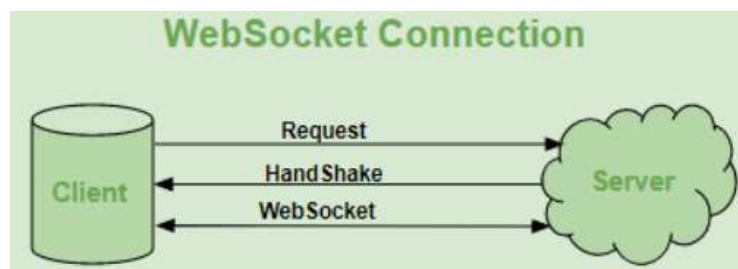 WebSocket Connection
Request
HandShake
Client
Server
WebSocket